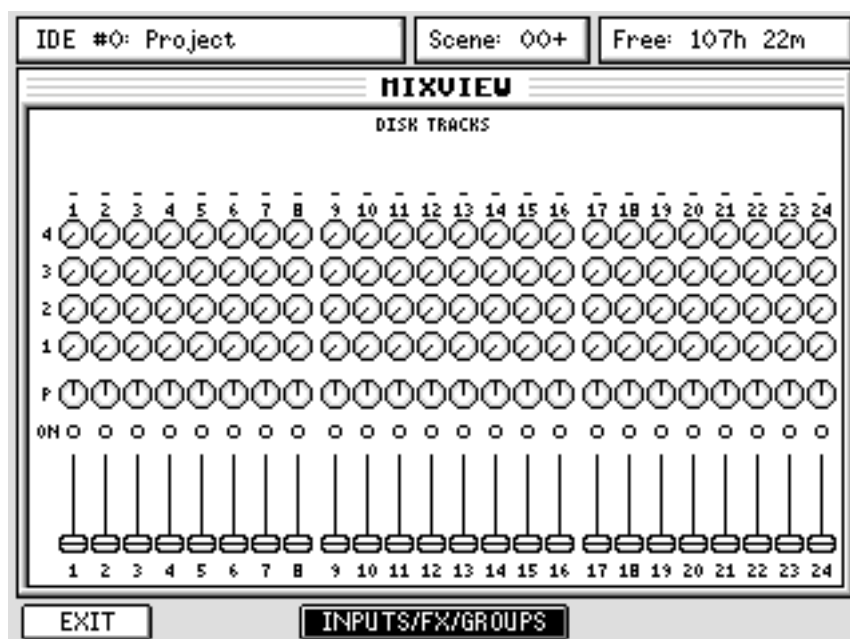 IDE #0: Project Scene: 00+ Free: 107h 22m
MIXVIEW
DISK TRACKS
1 2 3 4 5 6 7 8 9 10 11 12 13 14 15 16 17 18 19 20 21 22 23 24
4
3
2
1
P
ON
1 2 3 4 5 6 7 8 9 10 11 12 13 14 15 16 17 18 19 20 21 22 23 24
EXIT INPUTS/FX/GROUPS